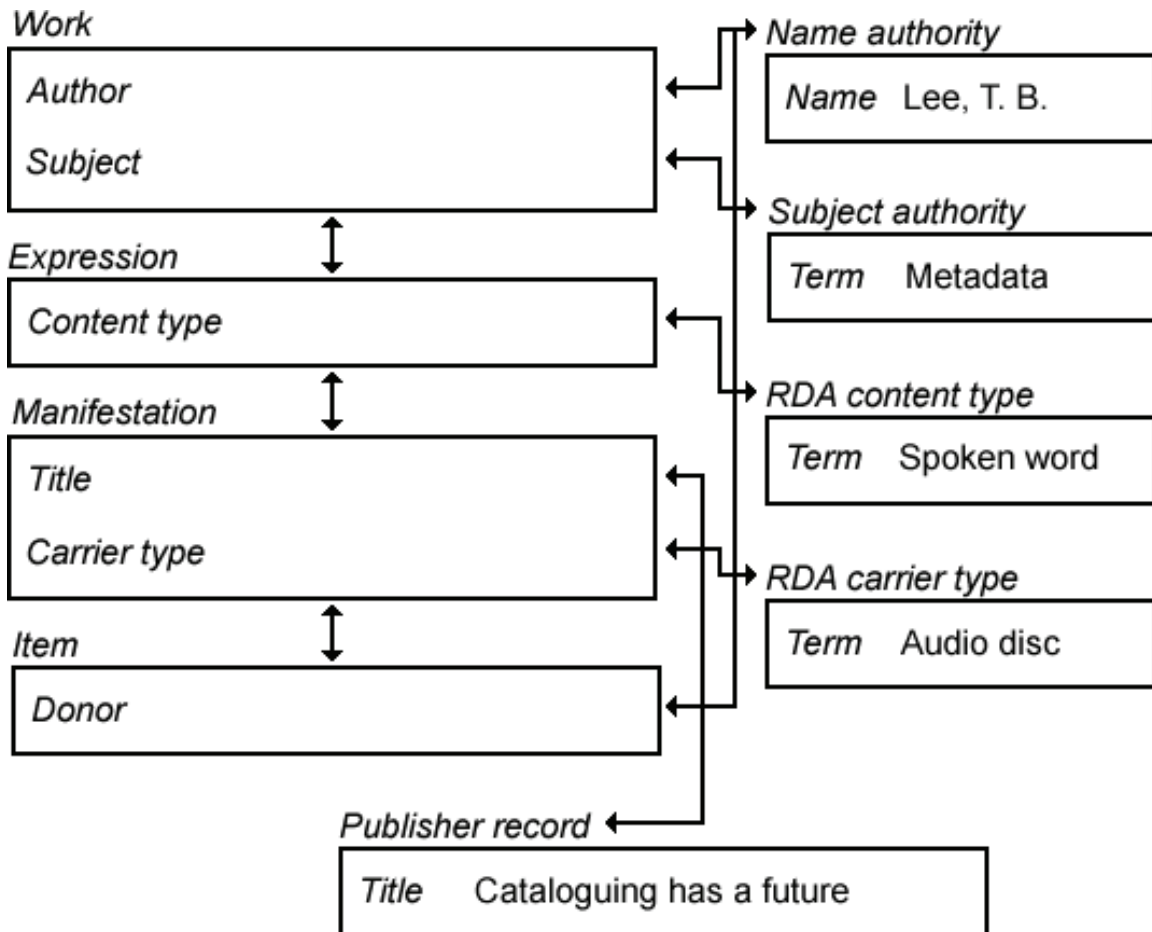 Work
Author
Subject
Expression
Content type
Manifestation
Title
Carrier type
Item
Donor
Name authority
Name Lee, T. B.
Subject authority
Term Metadata
RDA content type
Term Spoken word
RDA carrier type
Term Audio disc
Publisher record
Title Cataloguing has a future